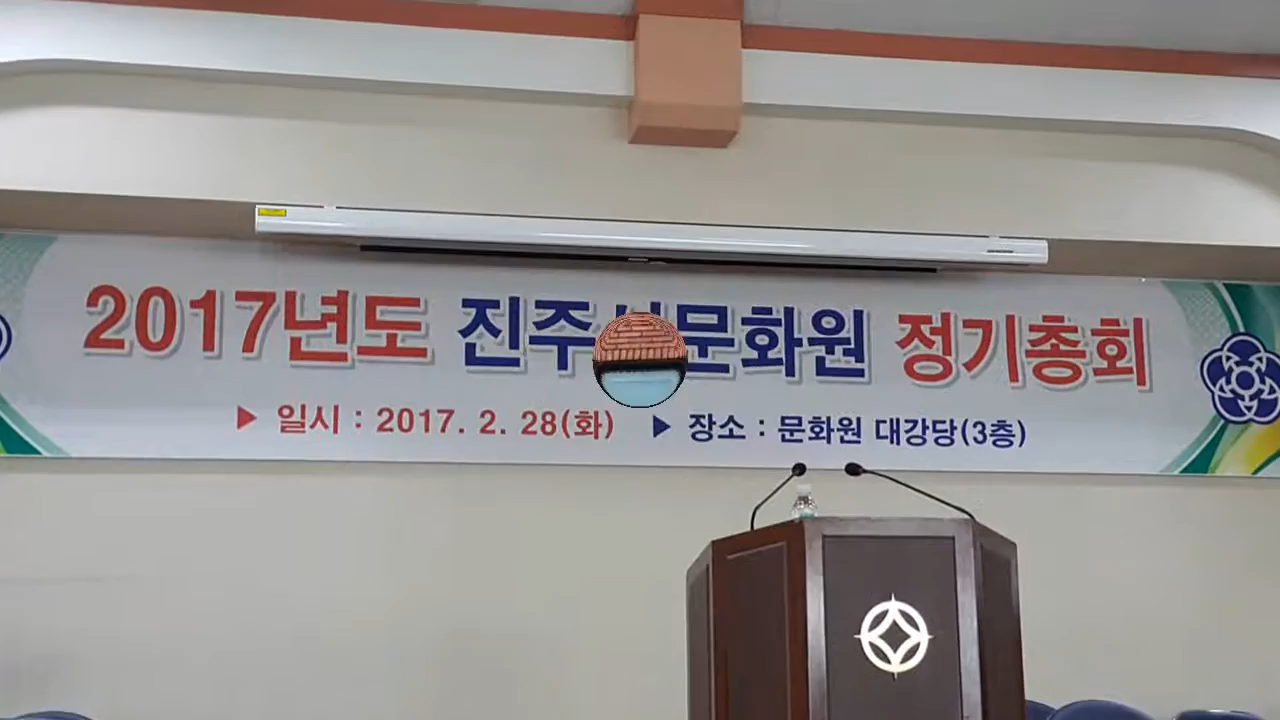 2017년도 진주 문화원 정기총회
▶ 일시 : 2017. 2. 28(화) ▶ 장소 : 문화원 대강당(3층)